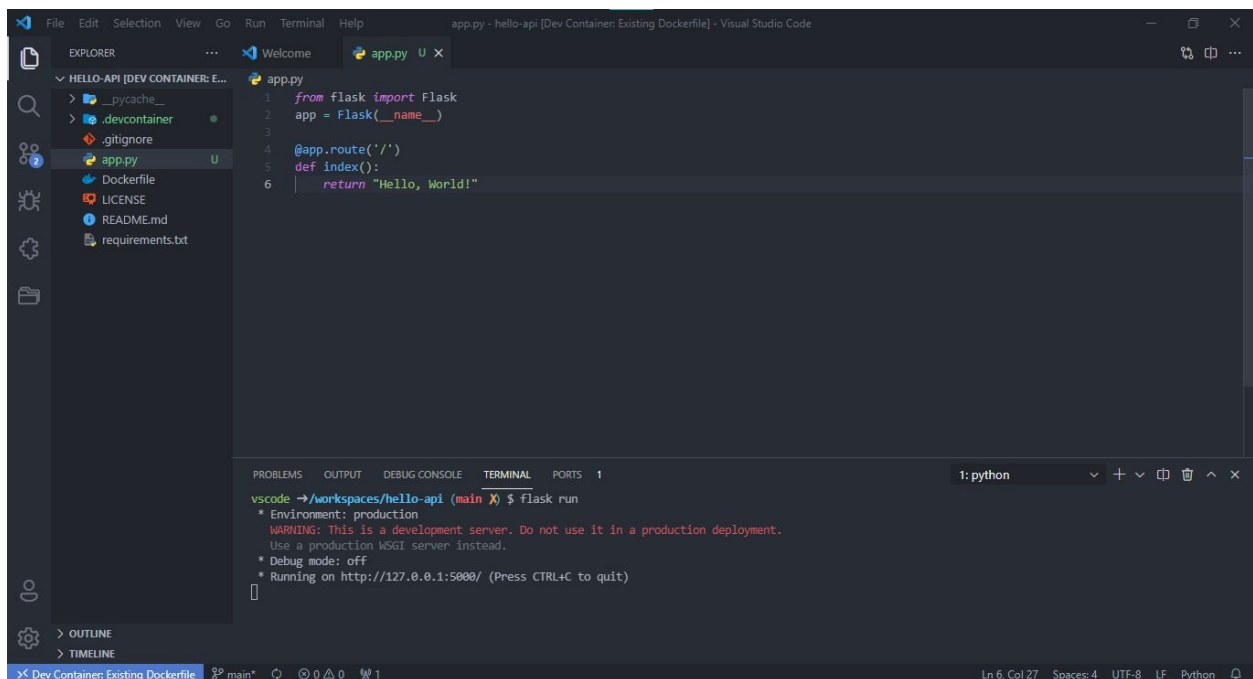 File Edit Selection View Go Run Terminal Help app.py - hello-api [Dev Container: Existing Dockerfile] - Visual Studio Code
EXPLORER ... Welcome app.py U
HELLO-API [DEV CONTAINER: E...
__pycache__
.devcontainer
.gitignore
app.py U
Dockerfile
LICENSE
README.md
requirements.txt
2
app.py
1 from flask import Flask
2 app = Flask(__name__)
3
4 @app.route('/')
5 def index():
6 return "Hello, World!"
PROBLEMS OUTPUT DEBUG CONSOLE TERMINAL PORTS 1 1: python
vscode →/workspaces/hello-api (main X) $ flask run
* Environment: production
WARNING: This is a development server. Do not use it in a production deployment.
Use a production WSGI server instead.
* Debug mode: off
* Running on http://127.0.0.1:5000/ (Press CTRL+C to quit)
OUTLINE
TIMELINE
Dev Container: Existing Dockerfile main* 0 0 1 Ln 6, Col 27 Spaces: 4 UTF-8 LF Python